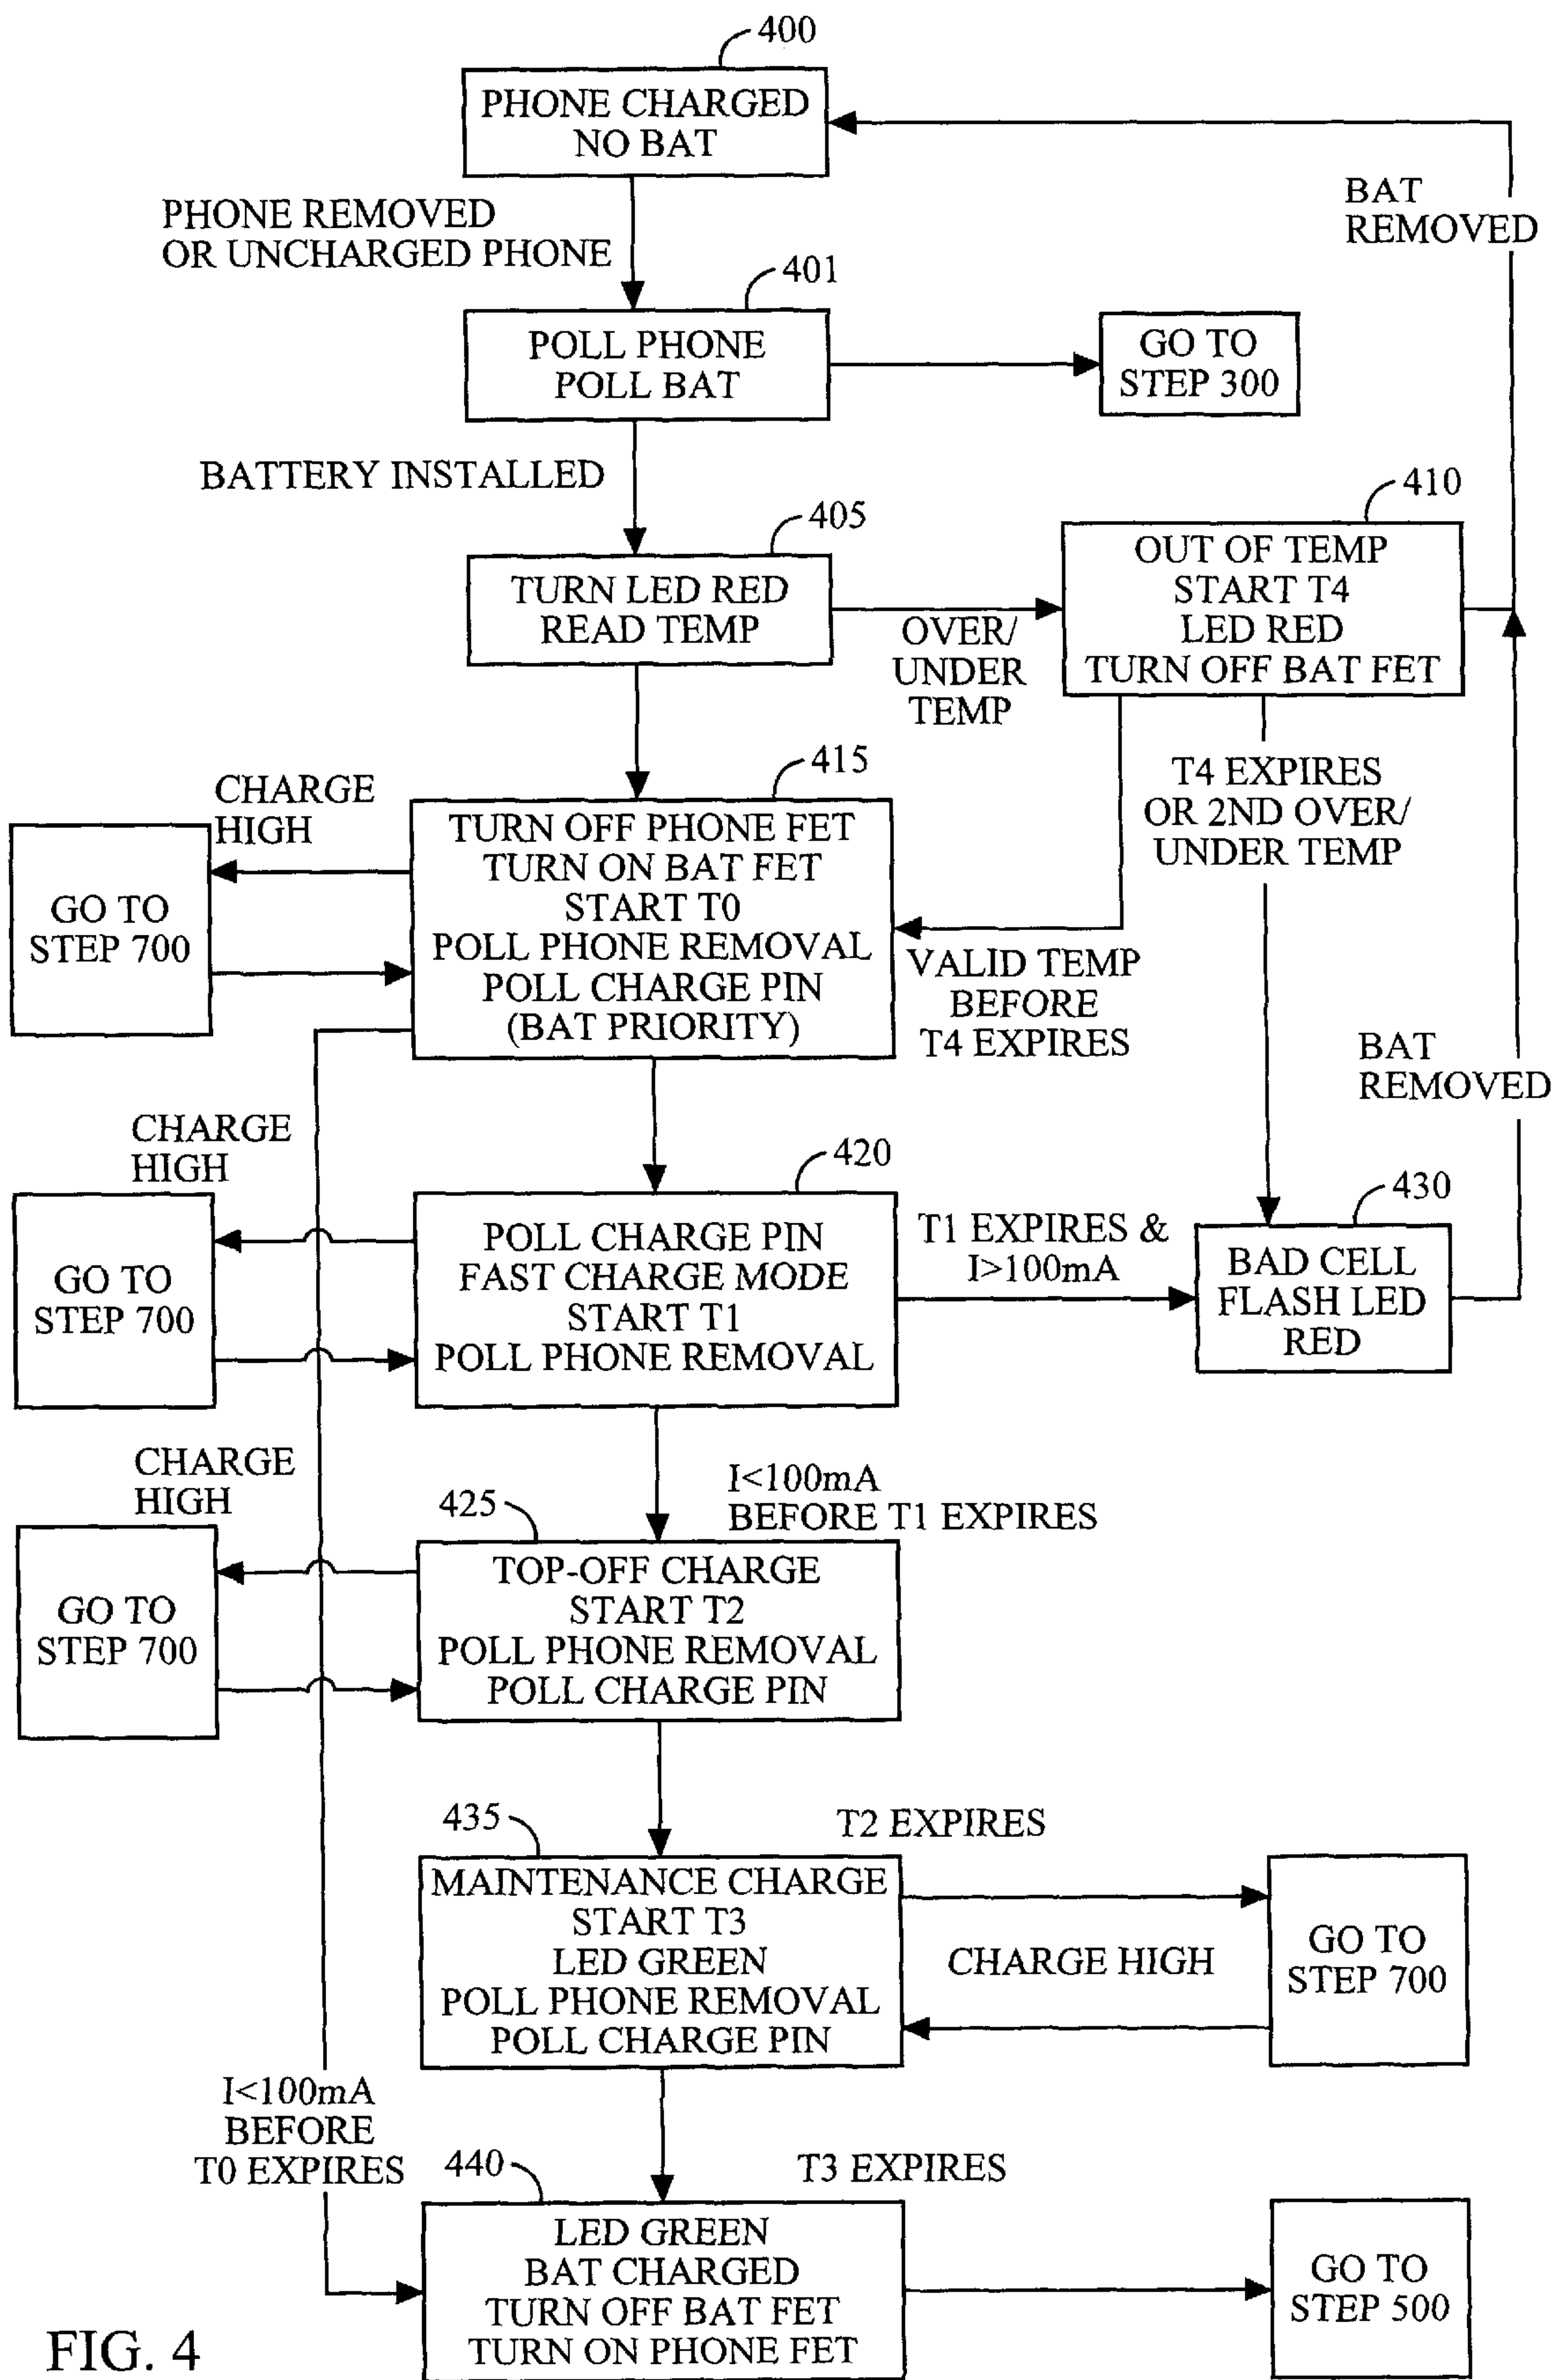 400
PHONE CHARGED
NO BAT
PHONE REMOVED
OR UNCHARGED PHONE
BAT
REMOVED
401
POLL PHONE
POLL BAT
GO TO
STEP 300
BATTERY INSTALLED
405
TURN LED RED
READ TEMP
OVER/
UNDER
TEMP
410
OUT OF TEMP
START T4
LED RED
TURN OFF BAT FET
CHARGE
HIGH
415
TURN OFF PHONE FET
TURN ON BAT FET
START T0
POLL PHONE REMOVAL
POLL CHARGE PIN
(BAT PRIORITY)
GO TO
STEP 700
T4 EXPIRES
OR 2ND OVER/
UNDER TEMP
VALID TEMP
BEFORE
T4 EXPIRES
BAT
REMOVED
CHARGE
HIGH
420
POLL CHARGE PIN
FAST CHARGE MODE
START T1
POLL PHONE REMOVAL
GO TO
STEP 700
T1 EXPIRES &
I>100mA
430
BAD CELL
FLASH LED
RED
CHARGE
HIGH
I<100mA
BEFORE T1 EXPIRES
425
TOP-OFF CHARGE
START T2
POLL PHONE REMOVAL
POLL CHARGE PIN
GO TO
STEP 700
435
T2 EXPIRES
MAINTENANCE CHARGE
START T3
LED GREEN
POLL PHONE REMOVAL
POLL CHARGE PIN
CHARGE HIGH
GO TO
STEP 700
I<100mA
BEFORE
T0 EXPIRES
440
T3 EXPIRES
LED GREEN
BAT CHARGED
TURN OFF BAT FET
TURN ON PHONE FET
GO TO
STEP 500
FIG. 4